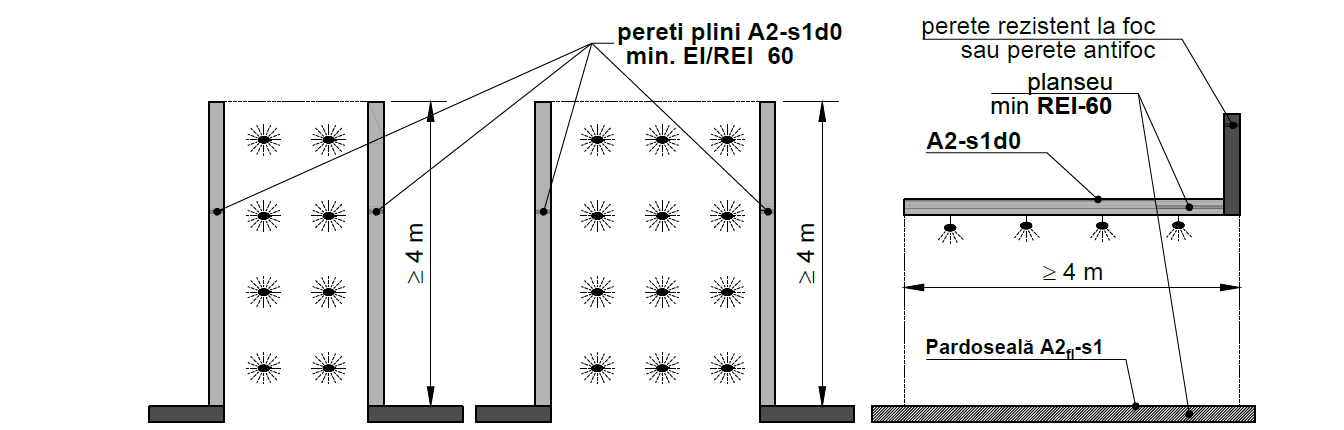 pereti plini A2-s1d0
min. EI/REI 60
≥ 4 m
≥ 4 m
perete rezistent la foc
sau perete antifoc
planseu
min REI-60
A2-s1d0
≥ 4 m
Pardoseală A2fl-s1